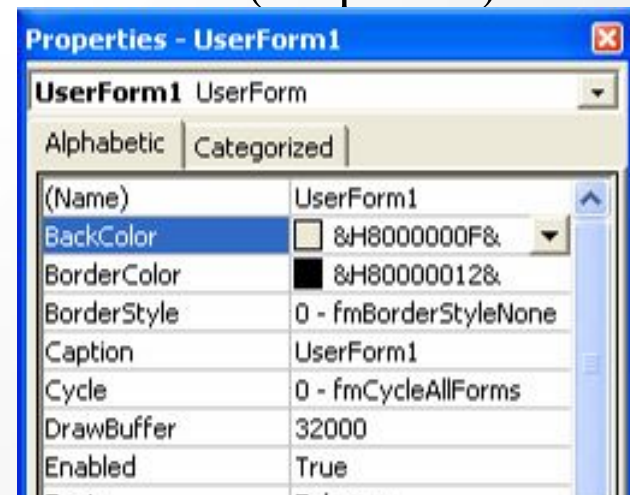 Properties - UserForm1
UserForm1 UserForm
Alphabetic Categorized
(Name) UserForm1
BackColor &H8000000F&
BorderColor &H80000012&
BorderStyle 0 - fmBorderStyleNone
Caption UserForm1
Cycle 0 - fmCycleAllForms
DrawBuffer 32000
Enabled True